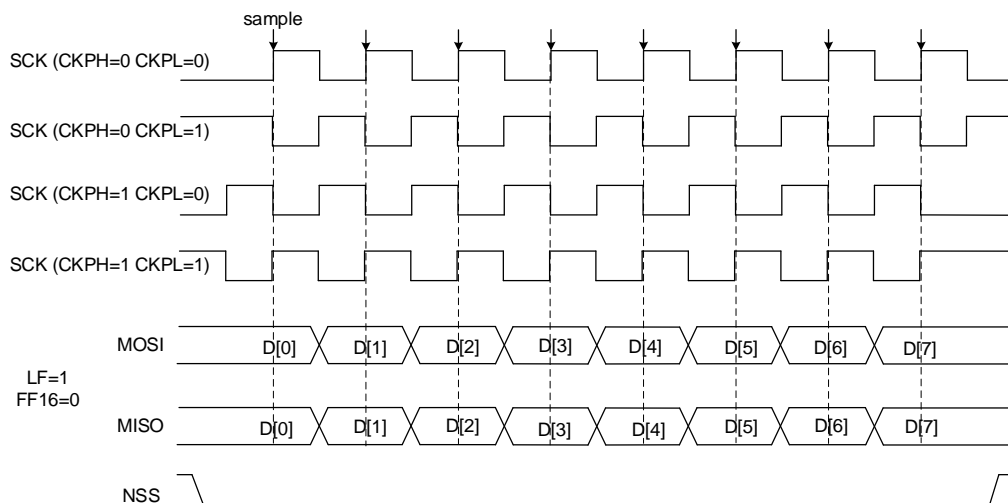 sample
SCK (CKPH=0 CKPL=0)
SCK (CKPH=0 CKPL=1)
SCK (CKPH=1 CKPL=0)
SCK (CKPH=1 CKPL=1)
MOSI
D[0] D[1] D[2] D[3] D[4] D[5] D[6] D[7]
LF=1
FF16=0
MISO
D[0] D[1] D[2] D[3] D[4] D[5] D[6] D[7]
NSS